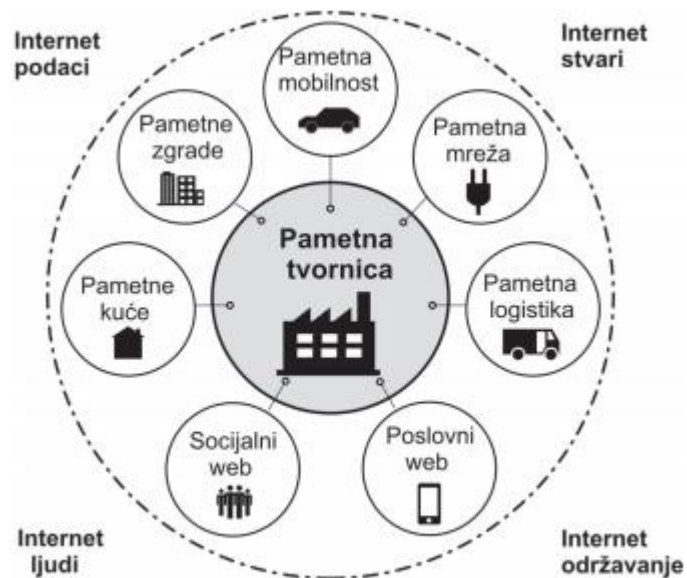 Internet
podaci
Internet
stvari
Pametna
mobilnost
Pametne
zgrade
Pametna
mreža
Pametna
tvornica
Pametne
kuće
Pametna
logistika
Socijalni
web
Poslovni
web
Internet
ljudi
Internet
održavanje